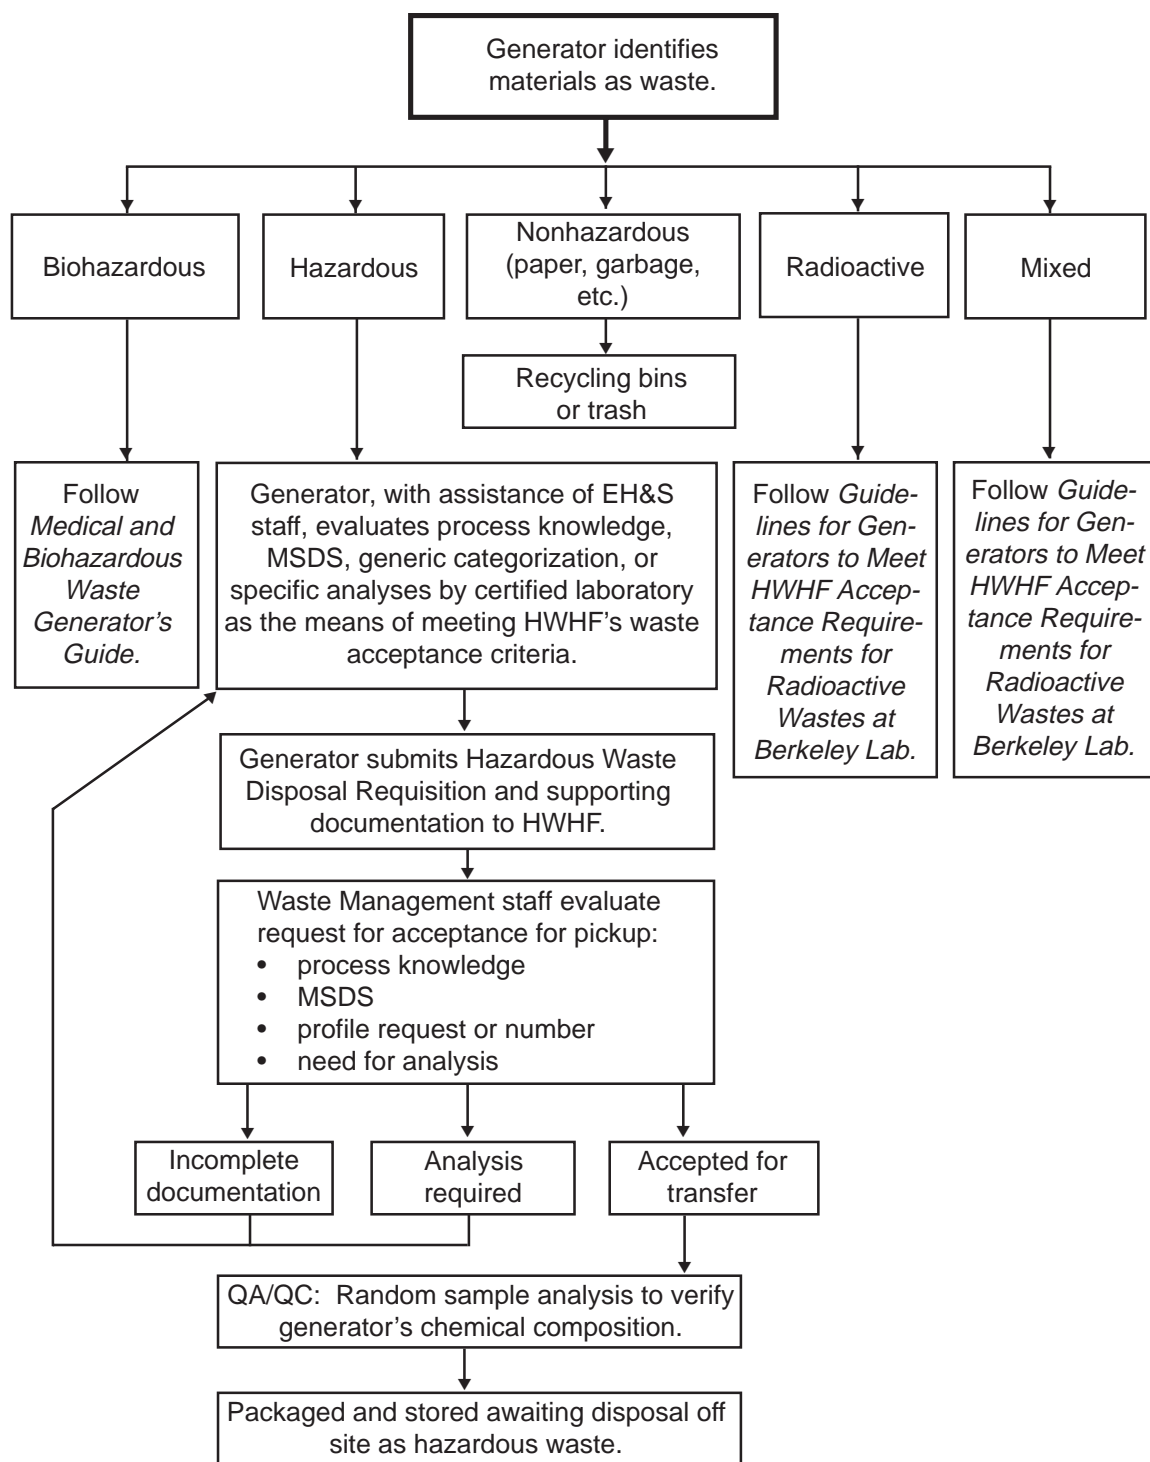 Generator identifies
materials as waste.
Biohazardous
Hazardous
Nonhazardous
(paper, garbage,
etc.)
Radioactive
Mixed
Recycling bins
or trash
Follow
Medical and
Biohazardous
Waste
Generator’s
Guide.
Generator, with assistance of EH&S
staff, evaluates process knowledge,
MSDS, generic categorization, or
specific analyses by certified laboratory
as the means of meeting HWHF’s waste
acceptance criteria.
Follow Guide-
lines for Gen-
erators to Meet
HWHF Accep-
tance Require-
ments for
Radioactive
Wastes at
Berkeley Lab.
Follow Guide-
lines for Gen-
erators to Meet
HWHF Accep-
tance Require-
ments for
Radioactive
Wastes at
Berkeley Lab.
Generator submits Hazardous Waste
Disposal Requisition and supporting
documentation to HWHF.
Waste Management staff evaluate
request for acceptance for pickup:
• process knowledge
• MSDS
• profile request or number
• need for analysis
Incomplete
documentation
Analysis
required
Accepted for
transfer
QA/QC:  Random sample analysis to verify
generator’s chemical composition.
Packaged and stored awaiting disposal off
site as hazardous waste.